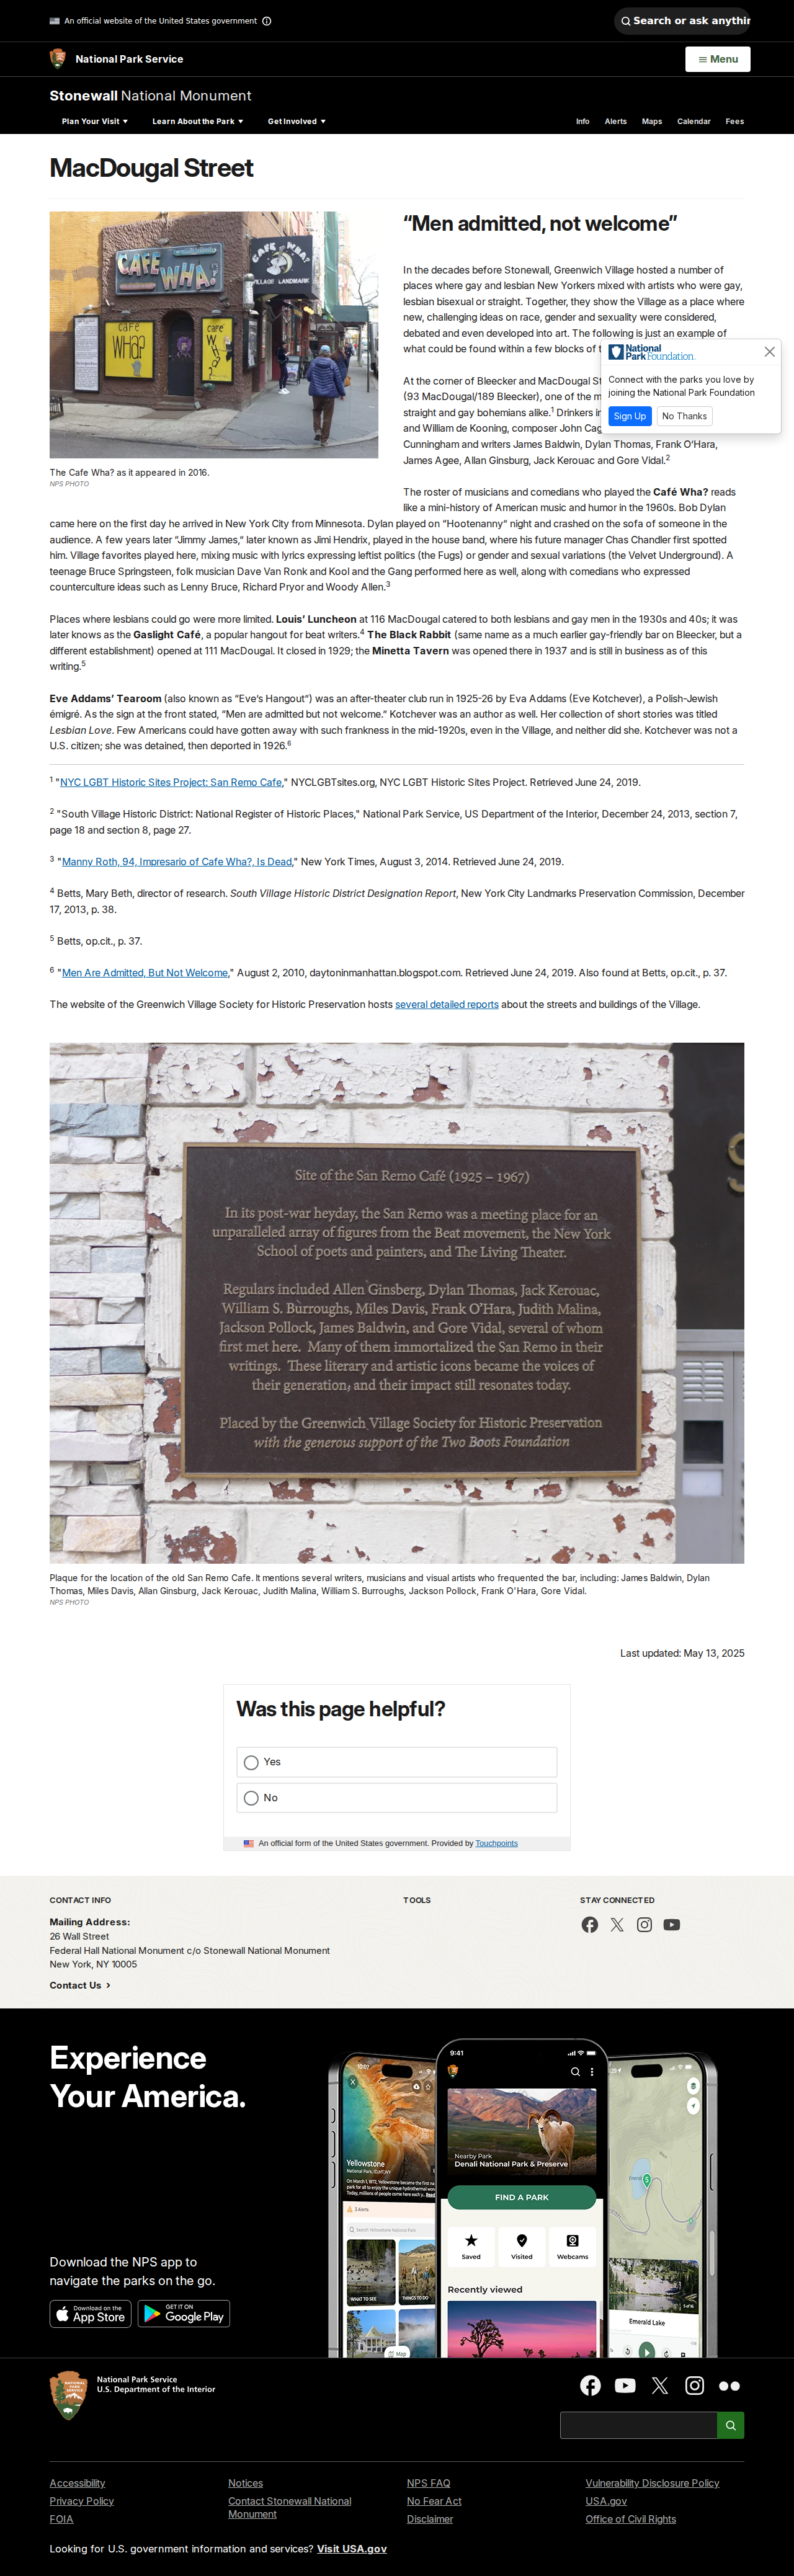 An official website of the United States government
Search or ask anythin
National Park Service
Menu
Stonewall National Monument
Plan Your Visit
Learn About the Park
Get Involved
Info
Alerts
Maps
Calendar
Fees
MacDougal Street
CAFE WHA?
CAFE WHA?
VILLAGE LANDMARK
cafe WHA?
“Men admitted, not welcome”
In the decades before Stonewall, Greenwich Village hosted a number of
places where gay and lesbian New Yorkers mixed with artists who were gay,
lesbian bisexual or straight. Together, they show the Village as a place where
new, challenging ideas on race, gender and sexuality were considered,
debated and even developed into art. The following is just an example of
what could be found within a few blocks of
At the corner of Bleecker and MacDougal
(93 MacDougal/189 Bleecker), one of the
straight and gay bohemians alike.1 Drinkers
and William de Kooning, composer John
Cunningham and writers James Baldwin, Dylan Thomas, Frank O’Hara,
James Agee, Allan Ginsburg, Jack Kerouac and Gore Vidal.2
National Park Foundation
Connect with the parks you love by
joining the National Park Foundation
Sign Up
No Thanks
The Cafe Wha? as it appeared in 2016.
NPS PHOTO
The roster of musicians and comedians who played the Café Wha? reads
like a mini-history of American music and humor in the 1960s. Bob Dylan
came here on the first day he arrived in New York City from Minnesota. Dylan played on “Hootenanny” night and crashed on the sofa of someone in the
audience. A few years later “Jimmy James,” later known as Jimi Hendrix, played in the house band, where his future manager Chas Chandler first spotted
him. Village favorites played here, mixing music with lyrics expressing leftist politics (the Fugs) or gender and sexual variations (the Velvet Underground). A
teenage Bruce Springsteen, folk musician Dave Van Ronk and Kool and the Gang performed here as well, along with comedians who expressed
counterculture ideas such as Lenny Bruce, Richard Pryor and Woody Allen.3
Places where lesbians could go were more limited. Louis’ Luncheon at 116 MacDougal catered to both lesbians and gay men in the 1930s and 40s; it was
later knows as the Gaslight Café, a popular hangout for beat writers.4 The Black Rabbit (same name as a much earlier gay-friendly bar on Bleecker, but a
different establishment) opened at 111 MacDougal. It closed in 1929; the Minetta Tavern was opened there in 1937 and is still in business as of this
writing.5
Eve Addams’ Tearoom (also known as “Eve’s Hangout”) was an after-theater club run in 1925-26 by Eva Addams (Eve Kotchever), a Polish-Jewish
émigré. As the sign at the front stated, “Men are admitted but not welcome.” Kotchever was an author as well. Her collection of short stories was titled
Lesbian Love. Few Americans could have gotten away with such frankness in the mid-1920s, even in the Village, and neither did she. Kotchever was not a
U.S. citizen; she was detained, then deported in 1926.6
1 "NYC LGBT Historic Sites Project: San Remo Cafe," NYCLGBTsites.org, NYC LGBT Historic Sites Project. Retrieved June 24, 2019.
2 "South Village Historic District: National Register of Historic Places," National Park Service, US Department of the Interior, December 24, 2013, section 7,
page 18 and section 8, page 27.
3 "Manny Roth, 94, Impresario of Cafe Wha?, Is Dead," New York Times, August 3, 2014. Retrieved June 24, 2019.
4 Betts, Mary Beth, director of research. South Village Historic District Designation Report, New York City Landmarks Preservation Commission, December
17, 2013, p. 38.
5 Betts, op.cit., p. 37.
6 "Men Are Admitted, But Not Welcome," August 2, 2010, daytoninmanhattan.blogspot.com. Retrieved June 24, 2019. Also found at Betts, op.cit., p. 37.
The website of the Greenwich Village Society for Historic Preservation hosts several detailed reports about the streets and buildings of the Village.
Site of the San Remo Café (1925 – 1967)
In its post-war heyday, the San Remo was a meeting place for an
unparalleled array of figures from the Beat movement, the New York
School of poets and painters, and The Living Theater.
Regulars included Allen Ginsberg, Dylan Thomas, Jack Kerouac,
William S. Burroughs, Miles Davis, Frank O’Hara, Judith Malina,
Jackson Pollock, James Baldwin, and Gore Vidal, several of whom
first met here. Many of them immortalized the San Remo in their
writings. These literary and artistic icons became the voices of
their generation, and their impact still resonates today.
Placed by the Greenwich Village Society for Historic Preservation
with the generous support of the Two Boots Foundation
Plaque for the location of the old San Remo Cafe. It mentions several writers, musicians and visual artists who frequented the bar, including: James Baldwin, Dylan
Thomas, Miles Davis, Allan Ginsburg, Jack Kerouac, Judith Malina, William S. Burroughs, Jackson Pollock, Frank O'Hara, Gore Vidal.
NPS PHOTO
Last updated: May 13, 2025
Was this page helpful?
Yes
No
An official form of the United States government. Provided by Touchpoints
CONTACT INFO
Mailing Address:
26 Wall Street
Federal Hall National Monument c/o Stonewall National Monument
New York, NY 10005
Contact Us
TOOLS
STAY CONNECTED
Experience
Your America.
Download the NPS app to
navigate the parks on the go.
Download on the
App Store
GET IT ON
Google Play
10:07
Yellowstone
National Park, ID,MT,WY
3 Alerts
Search Yellowstone National Park
WHAT TO SEE
THINGS TO DO
Map
9:41
Nearby Park
Denali National Park & Preserve
FIND A PARK
Saved
Visited
Webcams
Recently viewed
Emerald Lake
National Park Service
U.S. Department of the Interior
Accessibility
Privacy Policy
FOIA
Notices
Contact Stonewall National
Monument
NPS FAQ
No Fear Act
Disclaimer
Vulnerability Disclosure Policy
USA.gov
Office of Civil Rights
Looking for U.S. government information and services? Visit USA.gov